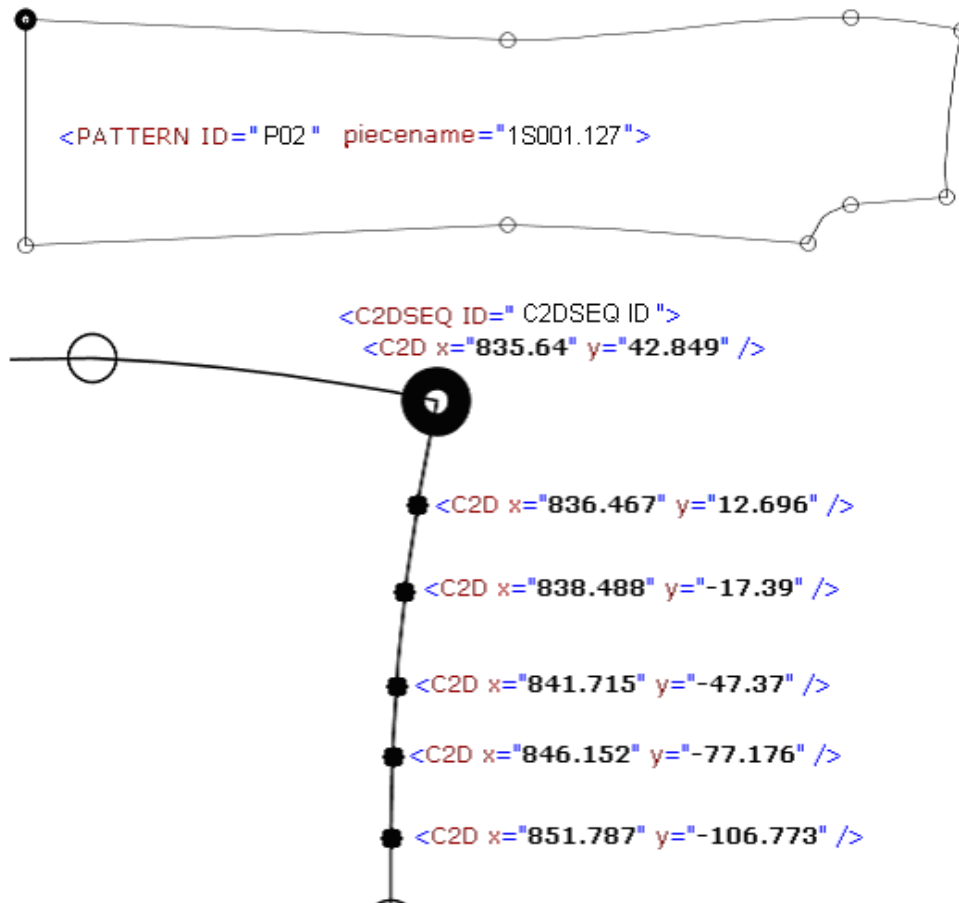 <PATTERN ID="P02" piecename="1S001.127">
<C2DSEQ ID=" C2DSEQ ID ">
<C2D x="835.64" y="42.849" />
<C2D x="836.467" y="12.696" />
<C2D x="838.488" y="-17.39" />
<C2D x="841.715" y="-47.37" />
<C2D x="846.152" y="-77.176" />
<C2D x="851.787" y="-106.773" />